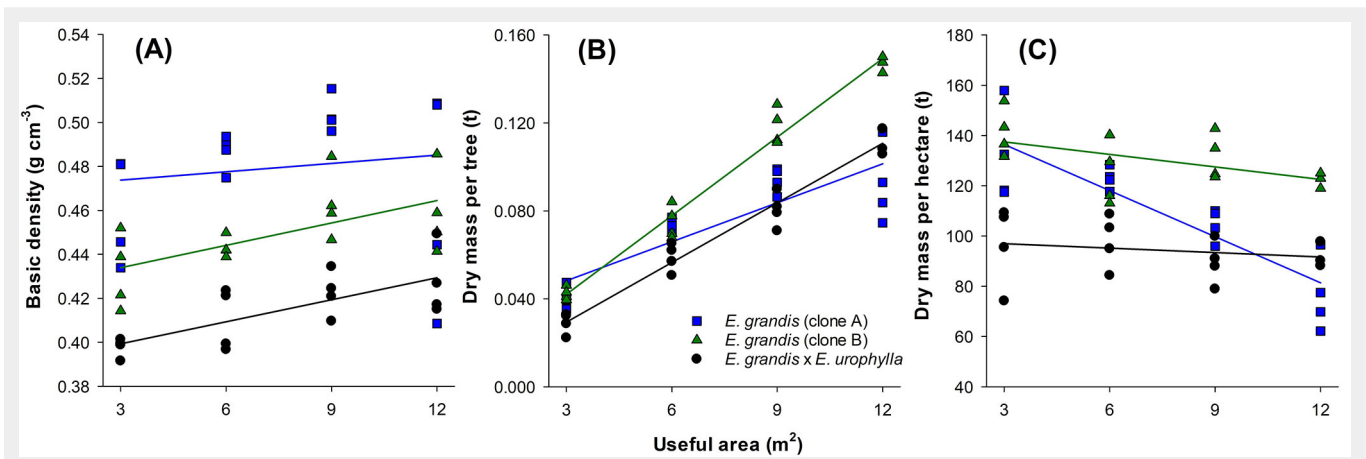 (A)
Basic density (g cm-3)
0.54
0.52
0.50
0.48
0.46
0.44
0.42
0.40
0.38
3 6 9 12
(B)
Dry mass per tree (t)
0.160
0.120
0.080
0.040
0.000
E. grandis (clone A)
E. grandis (clone B)
E. grandis x E. urophylla
3 6 9 12
Useful area (m2)
(C)
Dry mass per hectare (t)
180
160
140
120
100
80
60
40
3 6 9 12